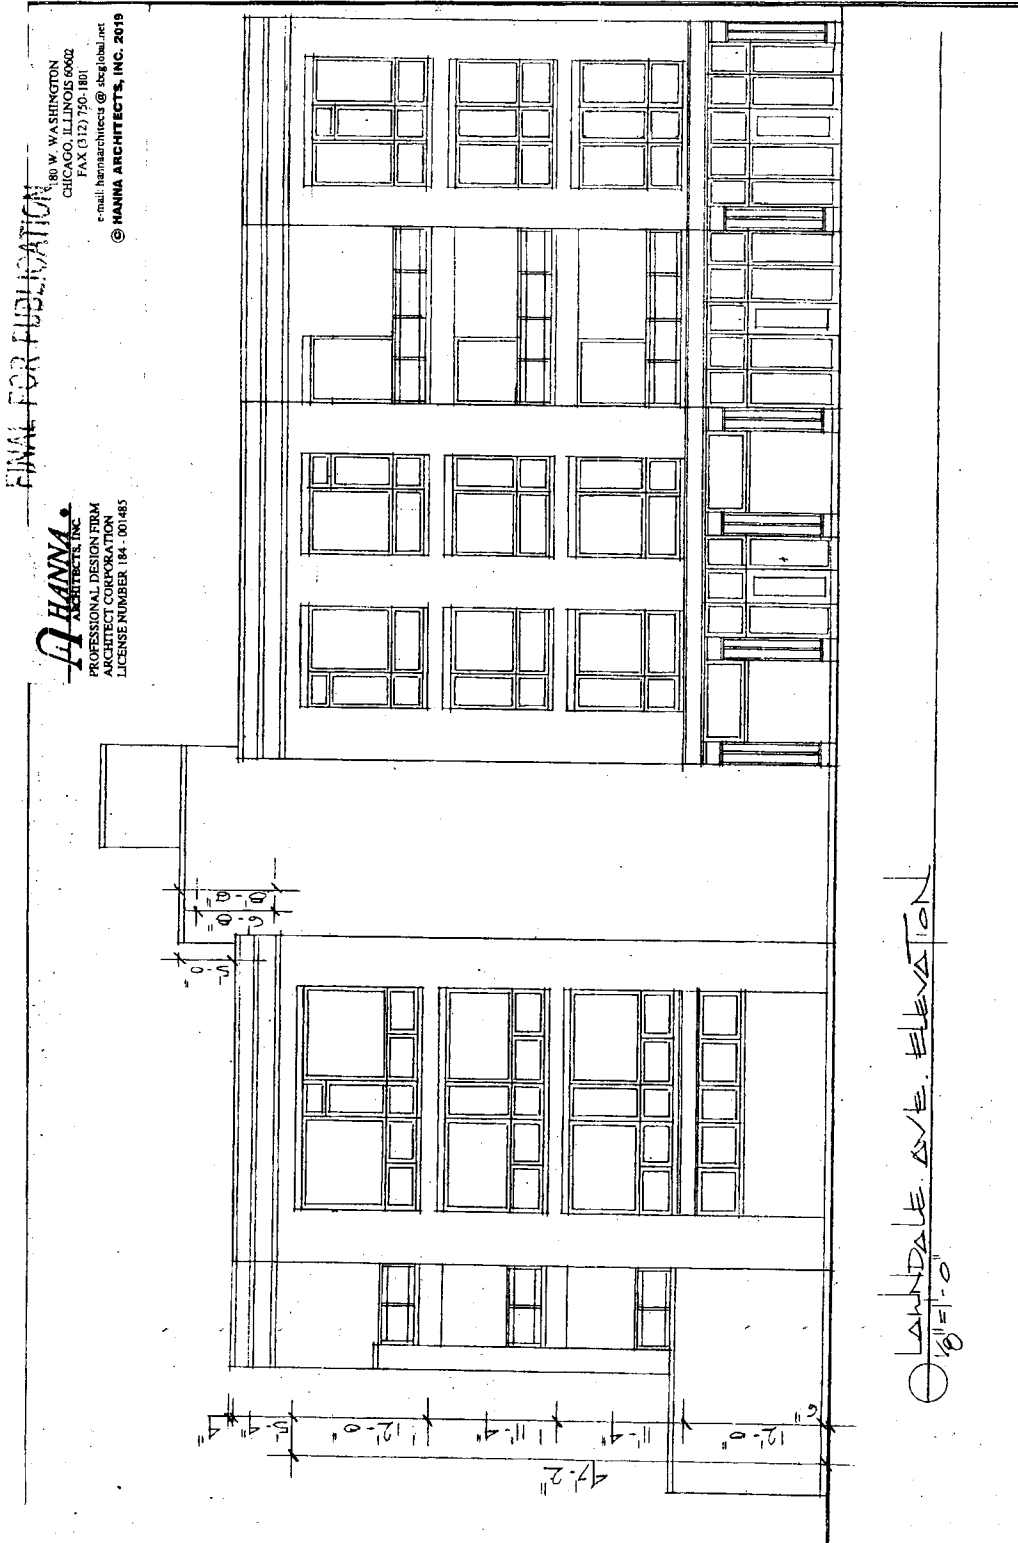 FINAL FOR PUBLICATION
HANNA
ARCHITECTS, INC.
PROFESSIONAL DESIGN FIRM
ARCHITECT CORPORATION
LICENSE NUMBER 184 - 001485
180 W. WASHINGTON
CHICAGO, ILLINOIS 60602
FAX (312) 750-1801
e-mail: hannaarchitects @ sbcglobal.net
© HANNA ARCHITECTS, INC. 2019
6'-0"
5'-0"
4"
5'-4"
12'-0"
11'-4"
11'-4"
12'-0"
6"
47'-2"
LAWNDALE AVE. ELEVATION
1/8"=1'-0"